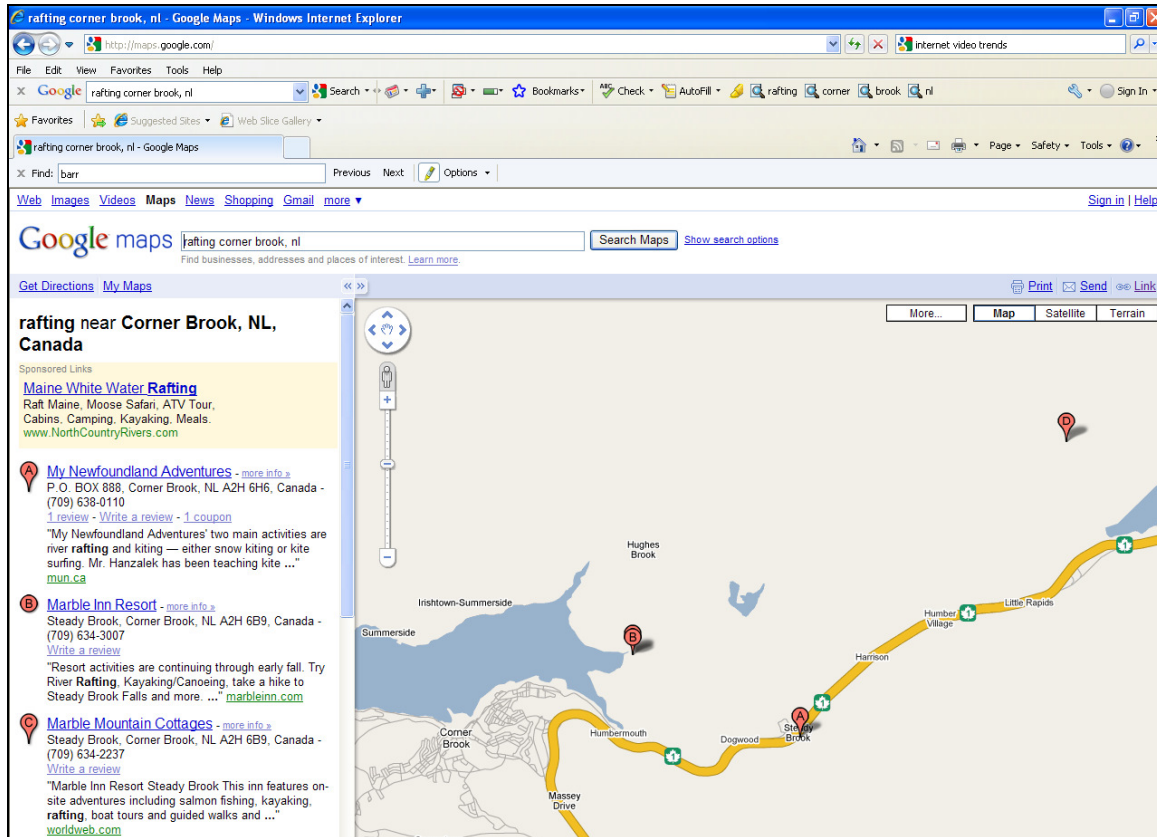 rafting corner brook, nl - Google Maps - Windows Internet Explorer
http://maps.google.com/
internet video trends
File Edit View Favorites Tools Help
x Google rafting corner brook, nl Search Bookmarks ABC Check AutoFill rafting corner brook nl Sign In
Favorites Suggested Sites Web Slice Gallery
rafting corner brook, nl - Google Maps
Page Safety Tools
x Find: barr Previous Next Options
Web Images Videos Maps News Shopping Gmail more ▼
Sign in | Help
Google maps rafting corner brook, nl Search Maps Show search options
Find businesses, addresses and places of interest. Learn more.
Get Directions My Maps « »
Print Send Link
rafting near Corner Brook, NL,
Canada
Sponsored Links
Maine White Water Rafting
Raft Maine, Moose Safari, ATV Tour,
Cabins, Camping, Kayaking, Meals.
www.NorthCountryRivers.com
A My Newfoundland Adventures - more info »
P.O. BOX 888, Corner Brook, NL A2H 6H6, Canada -
(709) 638-0110
1 review - Write a review - 1 coupon
"My Newfoundland Adventures' two main activities are
river rafting and kiting — either snow kiting or kite
surfing. Mr. Hanzalek has been teaching kite ..."
mun.ca
B Marble Inn Resort - more info »
Steady Brook, Corner Brook, NL A2H 6B9, Canada -
(709) 634-3007
Write a review
"Resort activities are continuing through early fall. Try
River Rafting, Kayaking/Canoeing, take a hike to
Steady Brook Falls and more. ..." marbleinn.com
C Marble Mountain Cottages - more info »
Steady Brook, Corner Brook, NL A2H 6B9, Canada -
(709) 634-2237
Write a review
"Marble Inn Resort Steady Brook This inn features on-
site adventures including salmon fishing, kayaking,
rafting, boat tours and guided walks and ..."
worldweb.com
More... Map Satellite Terrain
D
1
Hughes
Brook
Irishtown-Summerside
Little Rapids
1
Humber
Village
Summerside
B
Harrison
1
A
Steady
Brook
Corner
Brook
Humbermouth
Dogwood
1
Massey
Drive